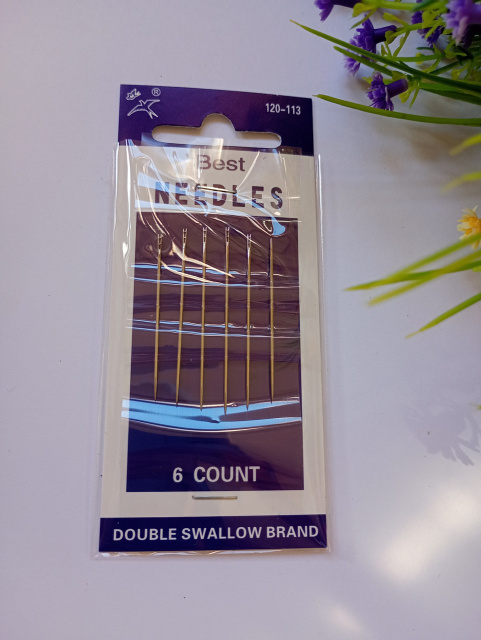 ®
120-113
Best
NEEDLES
6 COUNT
DOUBLE SWALLOW BRAND